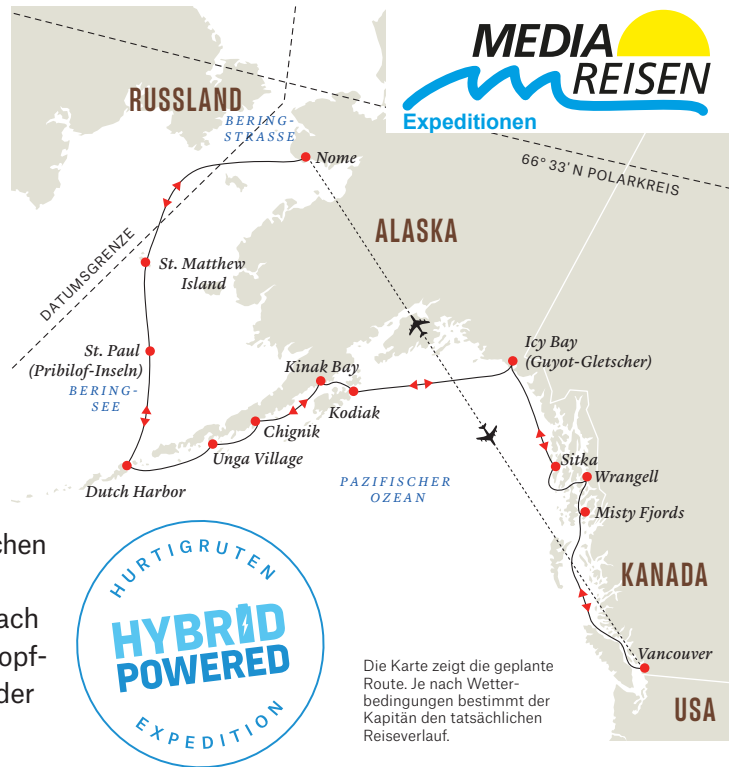 MEDIA
REISEN
Expeditionen
RUSSLAND
BERING-
STRASSE
Nome
66° 33' N POLARKREIS
ALASKA
DATUMSGRENZE
St. Matthew
Island
St. Paul
(Pribilof-Inseln)
BERING-
SEE
Icy Bay
(Guyot-Gletscher)
Kinak Bay
Kodiak
Chignik
Unga Village
Dutch Harbor
Sitka
Wrangell
Misty Fjords
PAZIFISCHER
OZEAN
KANADA
Vancouver
USA
chen
ach
opf-
der
HURTIGRUTEN
HYBRID
POWERED
EXPEDITION
Die Karte zeigt die geplante
Route. Je nach Wetter-
bedingungen bestimmt der
Kapitän den tatsächlichen
Reiseverlauf.